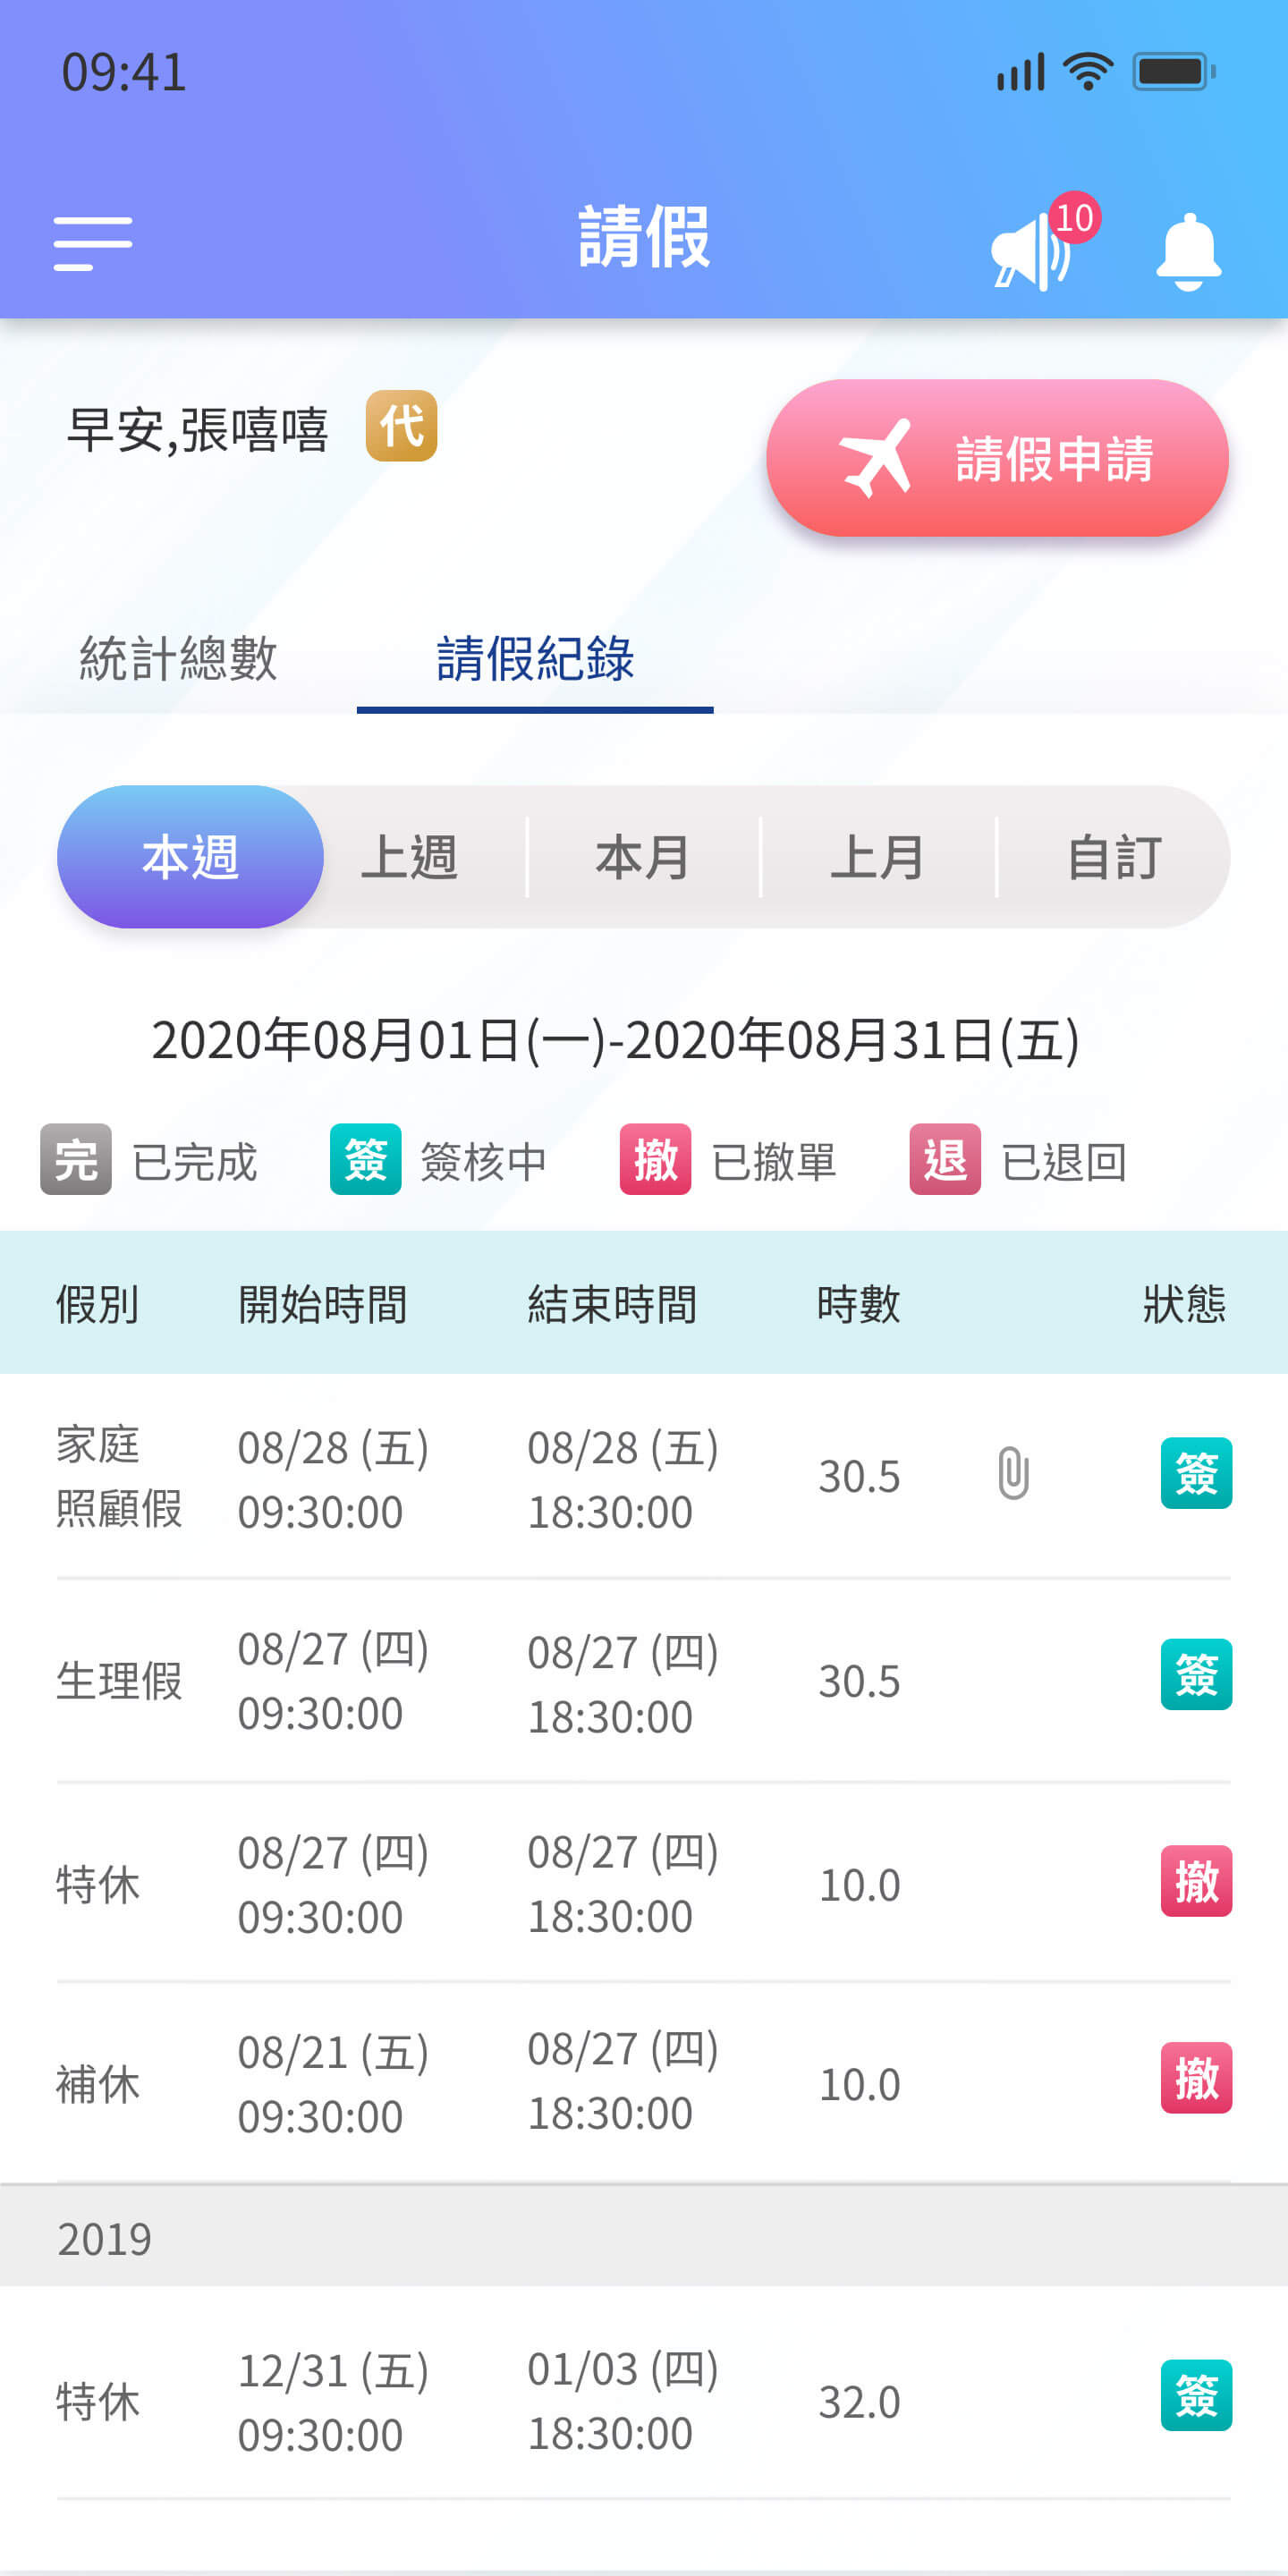 09:41
請假
10
早安,張嘻嘻 代
請假申請
統計總數 請假紀錄
本週 上週 本月 上月 自訂
2020年08月01日(一)-2020年08月31日(五)
完 已完成 簽 簽核中 撤 已撤單 退 已退回
假別 開始時間 結束時間 時數 狀態
家庭
照顧假
08/28 (五)
09:30:00
08/28 (五)
18:30:00
30.5
簽
生理假
08/27 (四)
09:30:00
08/27 (四)
18:30:00
30.5
簽
特休
08/27 (四)
09:30:00
08/27 (四)
18:30:00
10.0
撤
補休
08/21 (五)
09:30:00
08/27 (四)
18:30:00
10.0
撤
2019
特休
12/31 (五)
09:30:00
01/03 (四)
18:30:00
32.0
簽